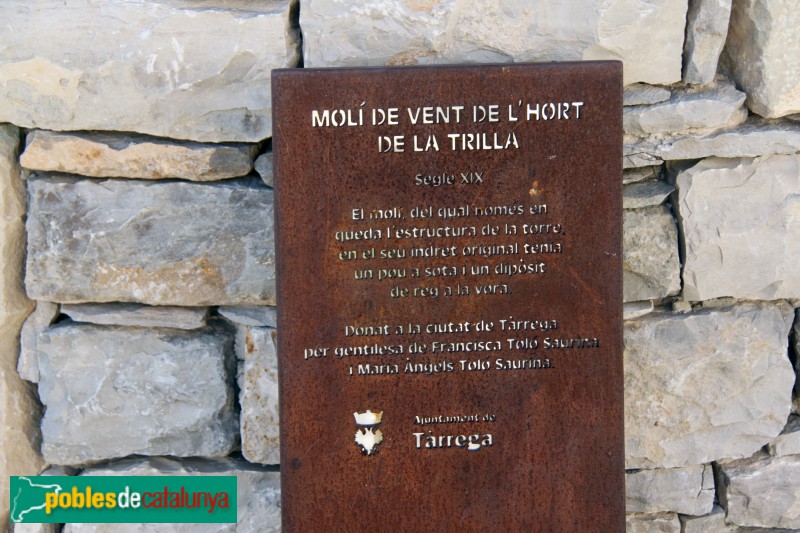 MOLÍ DE VENT DE L'HORT
DE LA TRILLA
Segle XIX
El molí, del qual només en
queda l'estructura de la torre,
en el seu indret original tenia
un pou a sota i un dipòsit
de reg a la vora.
Donat a la ciutat de Tàrrega
per gentilesa de Francisca Toló Saurina
i Maria Àngels Toló Saurina.
Ajuntament de
Tàrrega
poblesdecatalunya